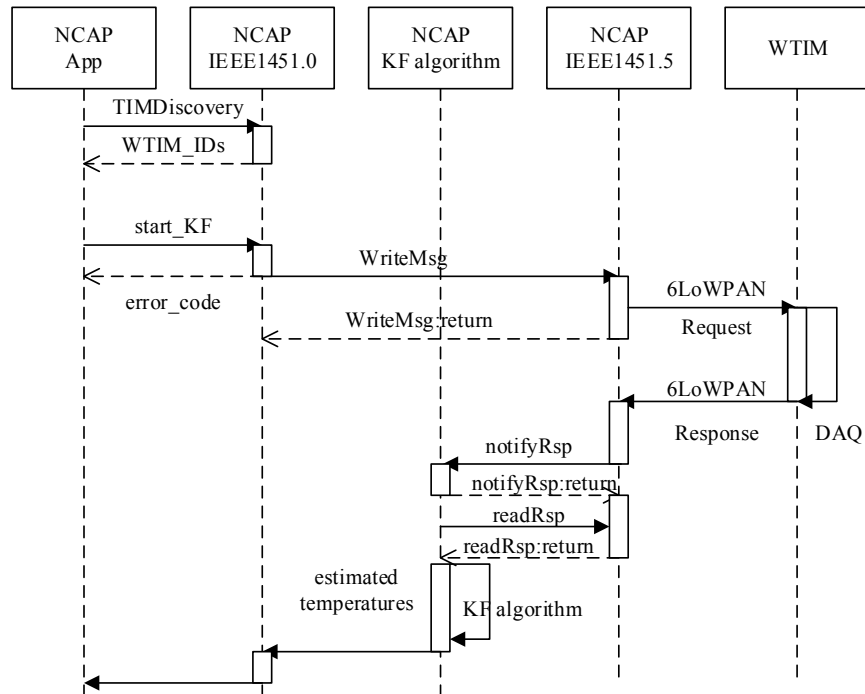 NCAP
App
NCAP
IEEE1451.0
NCAP
KF algorithm
NCAP
IEEE1451.5
WTIM
TIMDiscovery
WTIM_IDs
start_KF
WriteMsg
error_code
6LoWPAN
WriteMsg:return
Request
6LoWPAN
Response
DAQ
notifyRsp
notifyRsp:return
readRsp
readRsp:return
estimated
temperatures
KF algorithm